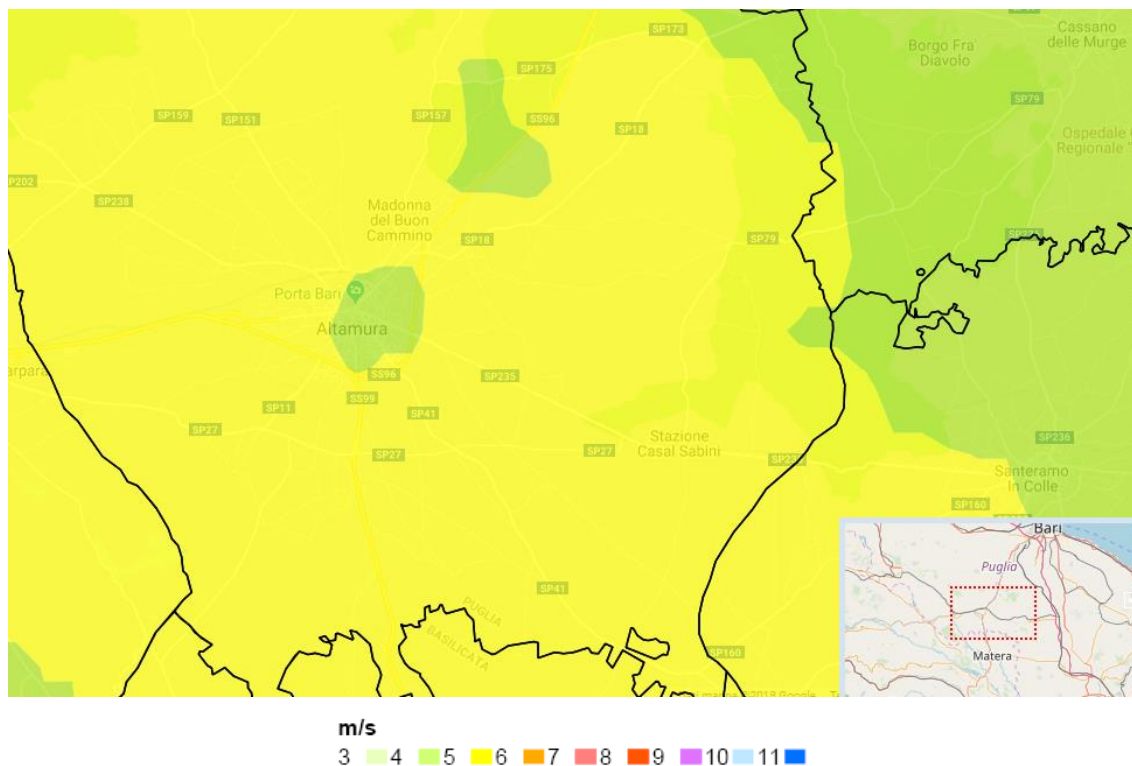 SP173
Cassano
delle Murge
Borgo Fra'
Diavolo
SP175
SP79
SP159
SP151
SP157
SS96
SP18
Ospedale
Regionale
SP202
SP238
Madonna
del Buon
Cammino
SP18
SP79
Porta Bari
Altamura
SS96
SP235
SS99
SP11
SP41
SP27
Stazione
Casal Sabini
SP27
SP27
SP236
Santeramo
In Colle
SP160
Bari
Puglia
Matera
SP41
PUGLIA
BASILICATA
SP160
©2018 Google
m/s
3 4 5 6 7 8 9 10 11